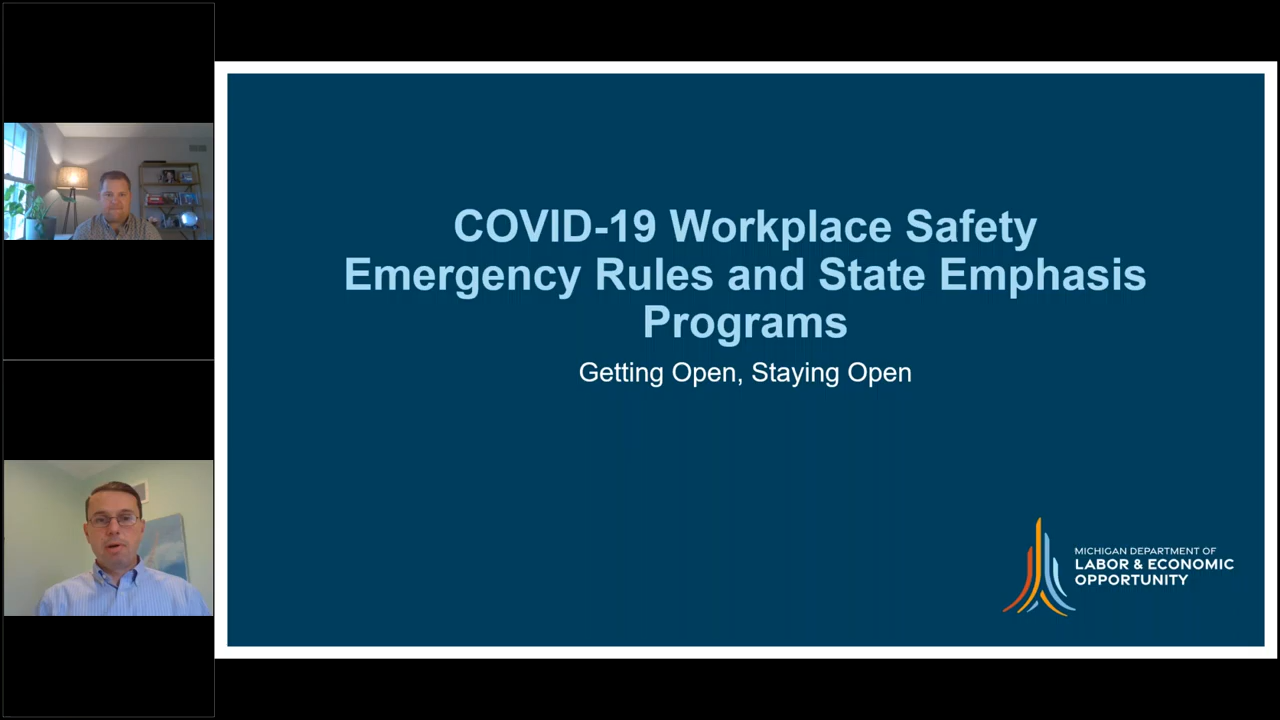 COVID-19 Workplace Safety
Emergency Rules and State Emphasis
Programs
Getting Open, Staying Open
MICHIGAN DEPARTMENT OF
LABOR & ECONOMIC
OPPORTUNITY